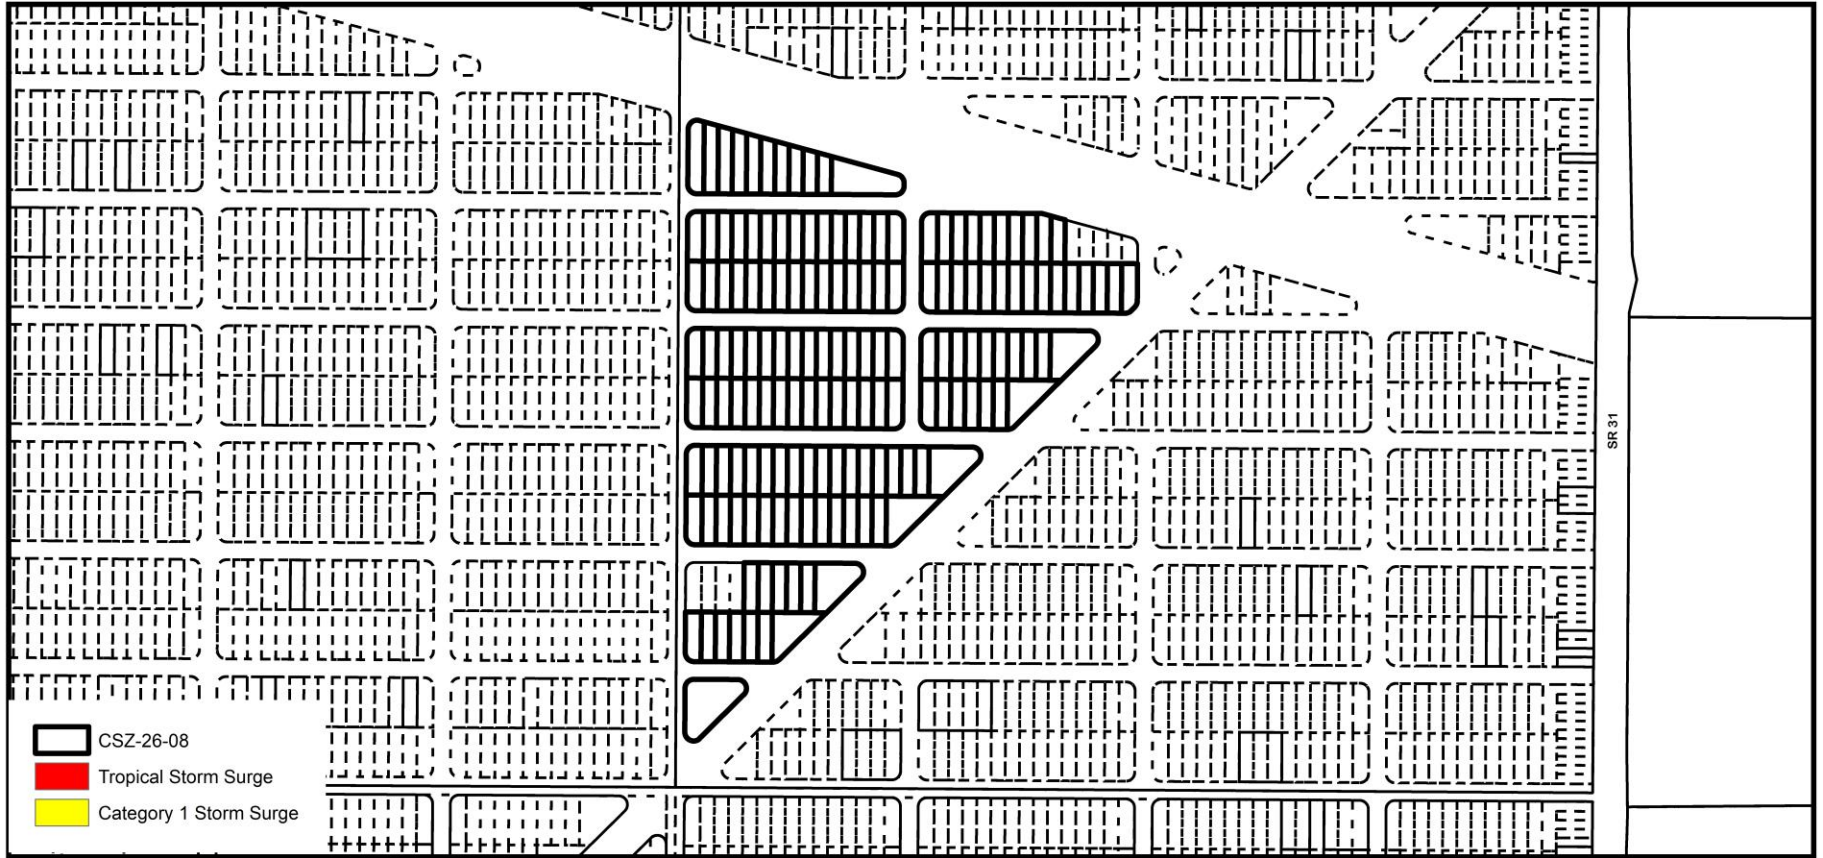 SR 31
CSZ-26-08
Tropical Storm Surge
Category 1 Storm Surge